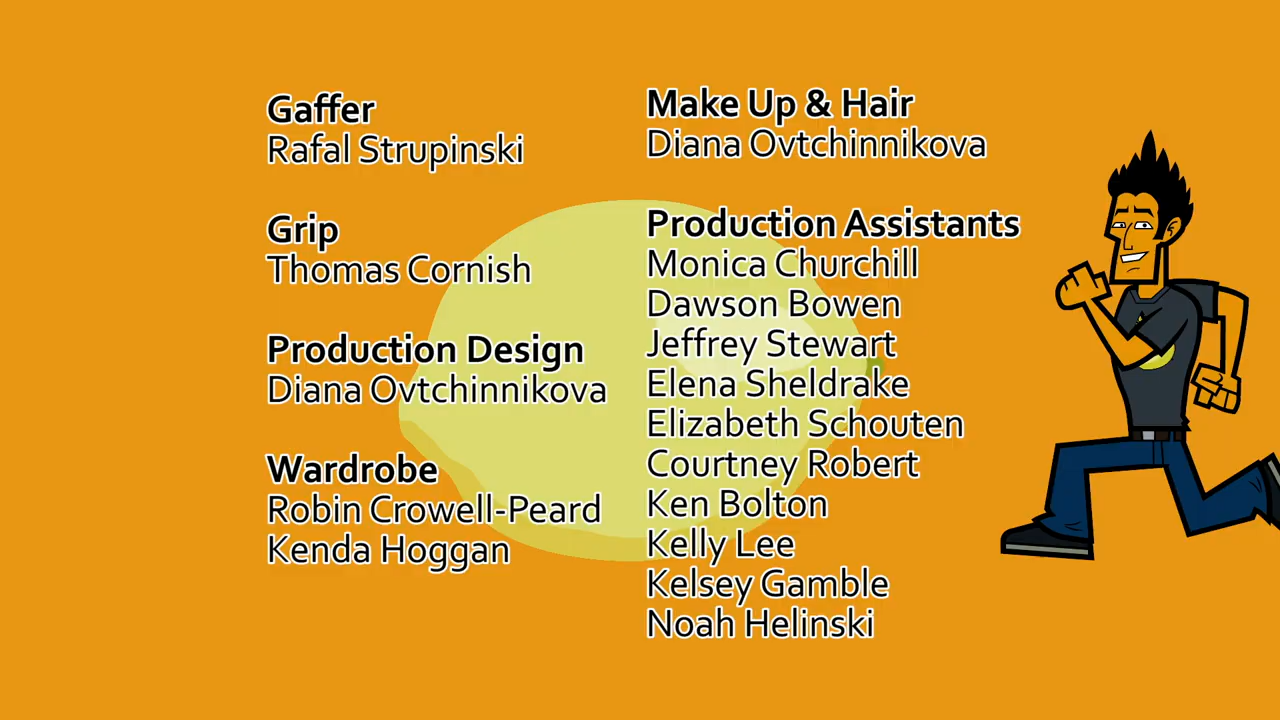 Gaffer
Rafal Strupinski
Grip
Thomas Cornish
Production Design
Diana Ovtchinnikova
Wardrobe
Robin Crowell-Peard
Kenda Hoggan
Make Up & Hair
Diana Ovtchinnikova
Production Assistants
Monica Churchill
Dawson Bowen
Jeffrey Stewart
Elena Sheldrake
Elizabeth Schouten
Courtney Robert
Ken Bolton
Kelly Lee
Kelsey Gamble
Noah Helinski